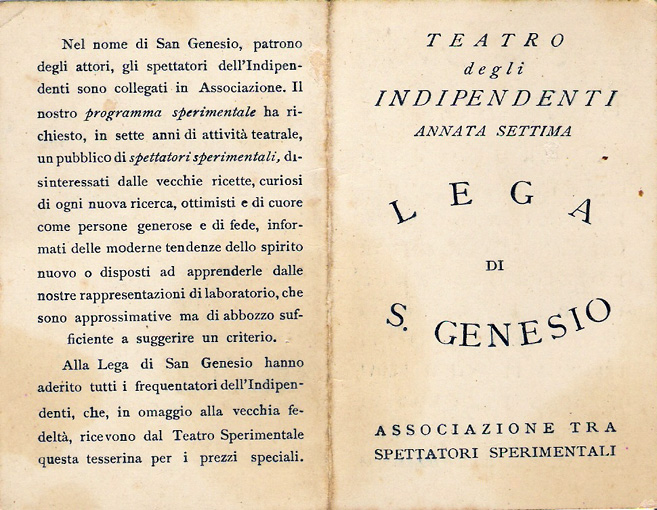 Nel nome di San Genesio, patrono
degli attori, gli spettatori dell'Indipen-
denti sono collegati in Associazione. Il
nostro programma sperimentale ha ri-
chiesto, in sette anni di attività teatrale,
un pubblico di spettatori sperimentali, di-
sinteressati dalle vecchie ricette, curiosi
di ogni nuova ricerca, ottimisti e di cuore
come persone generose e di fede, infor-
mati delle moderne tendenze dello spirito
nuovo o disposti ad apprenderle dalle
nostre rappresentazioni di laboratorio, che
sono approssimative ma di abbozzo suf-
ficiente a suggerire un criterio.
Alla Lega di San Genesio hanno
aderito tutti i frequentatori dell'Indipen-
denti, che, in omaggio alla vecchia fe-
deltà, ricevono dal Teatro Sperimentale
questa tesserina per i prezzi speciali.
TEATRO
degli
INDIPENDENTI
ANNATA SETTIMA
LEGA
DI
S. GENESIO
ASSOCIAZIONE TRA
SPETTATORI SPERIMENTALI